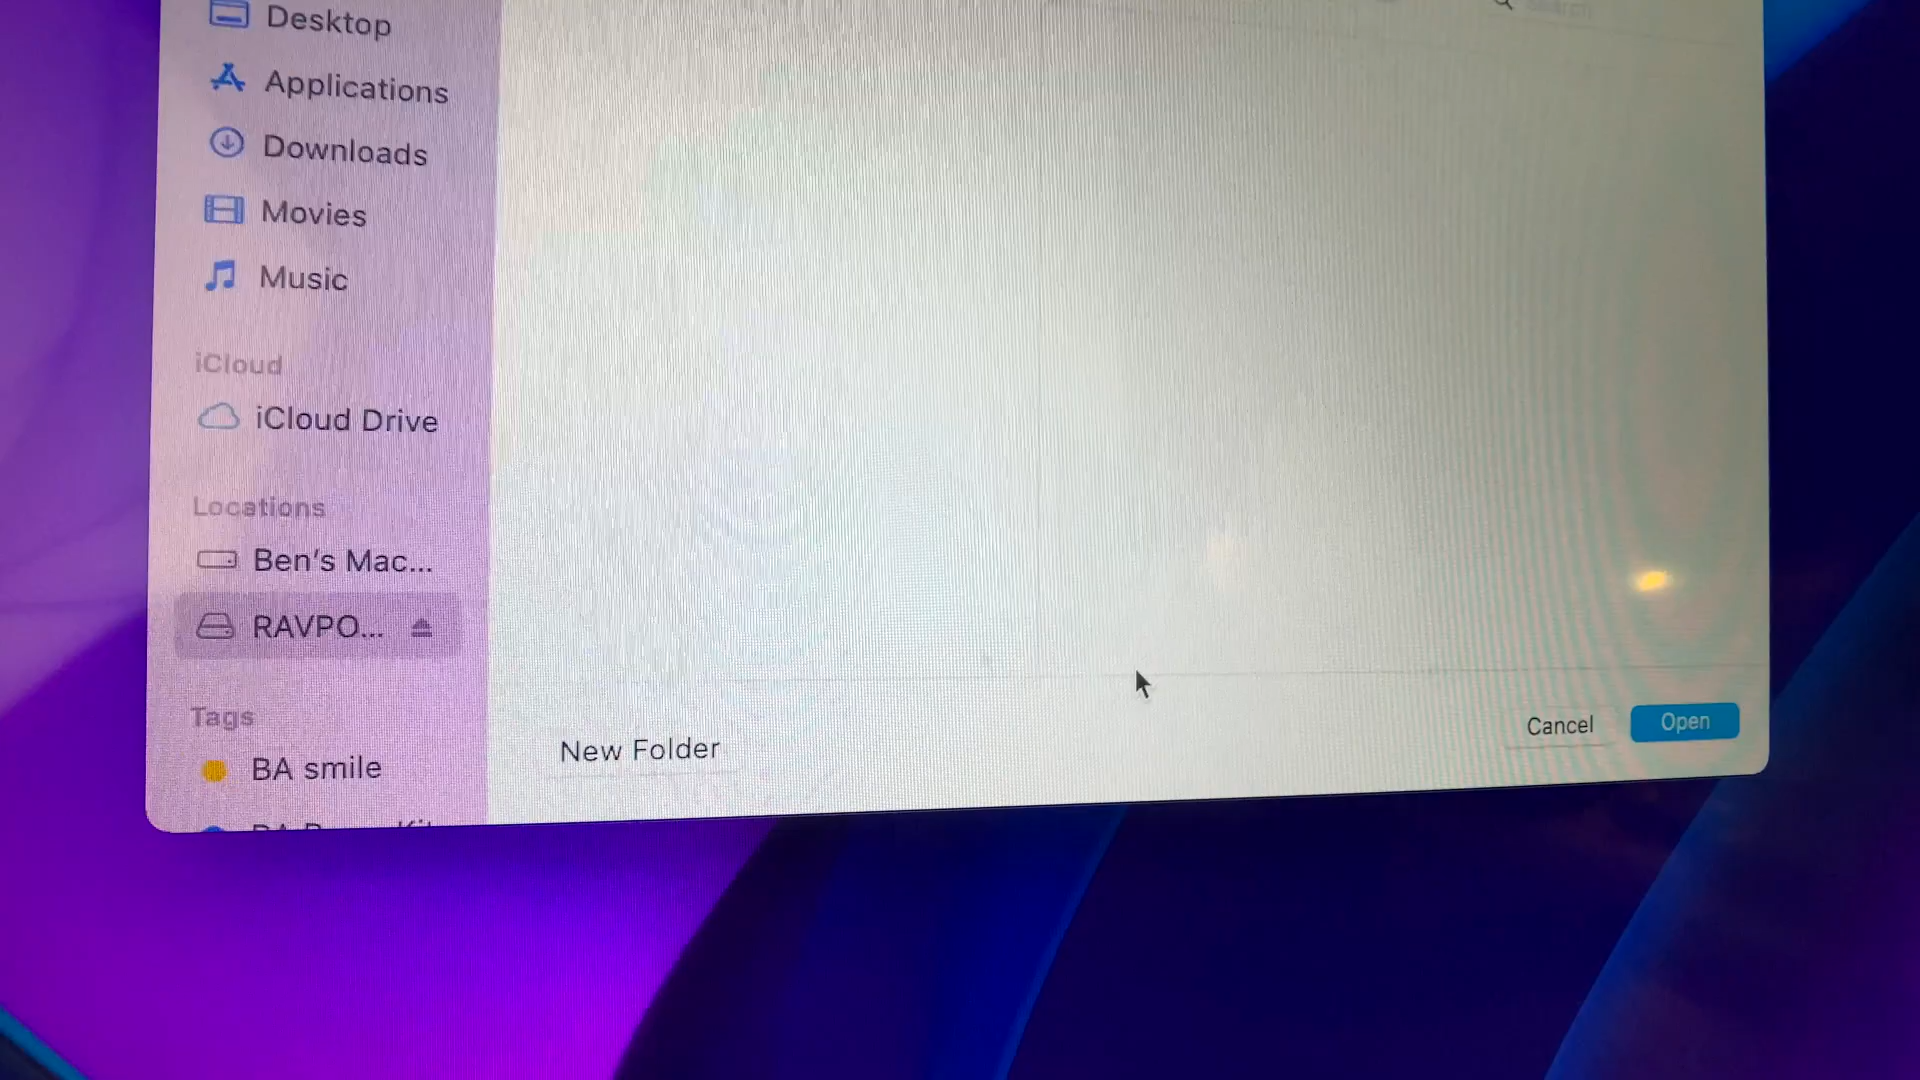 Desktop
Applications
Downloads
Movies
Music
iCloud
iCloud Drive
Locations
Ben's Mac...
RAVPO...
Tags
BA smile
New Folder
Cancel
Open